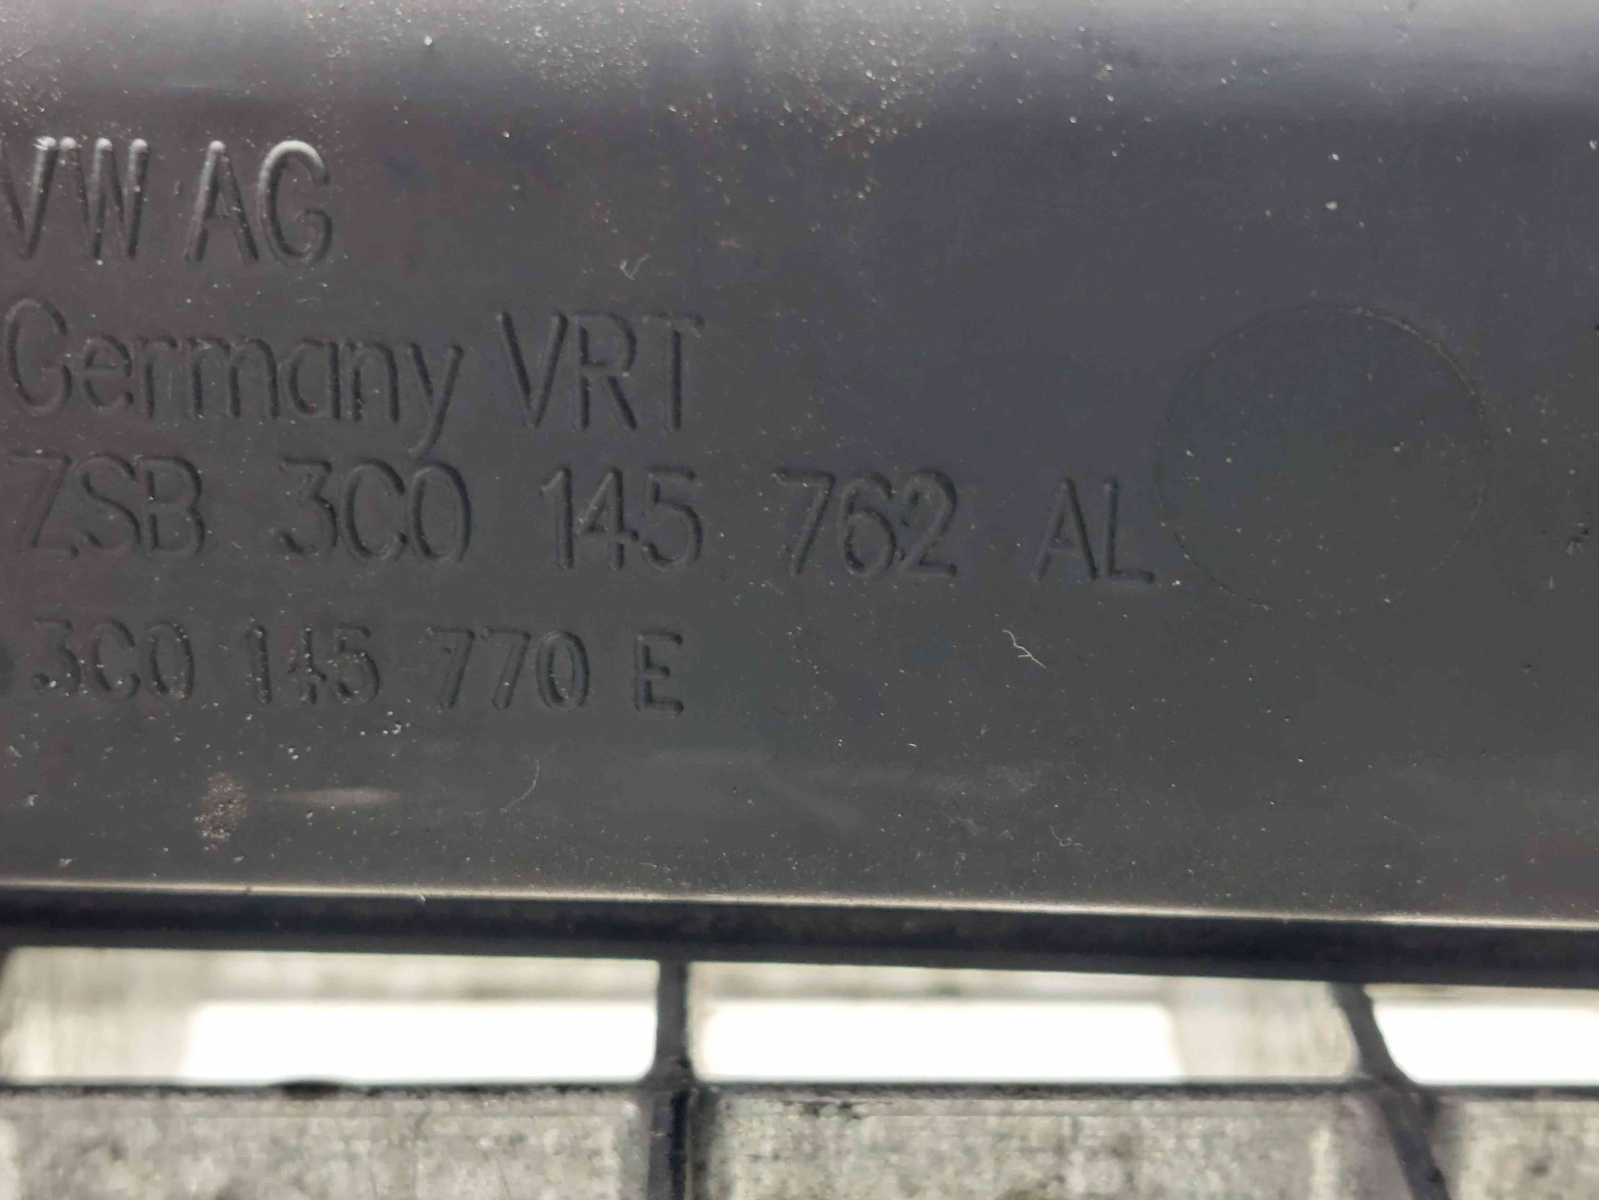 VW AG
Germany VRT
ZSB 3C0 145 762 AL
3C0 145 770 E